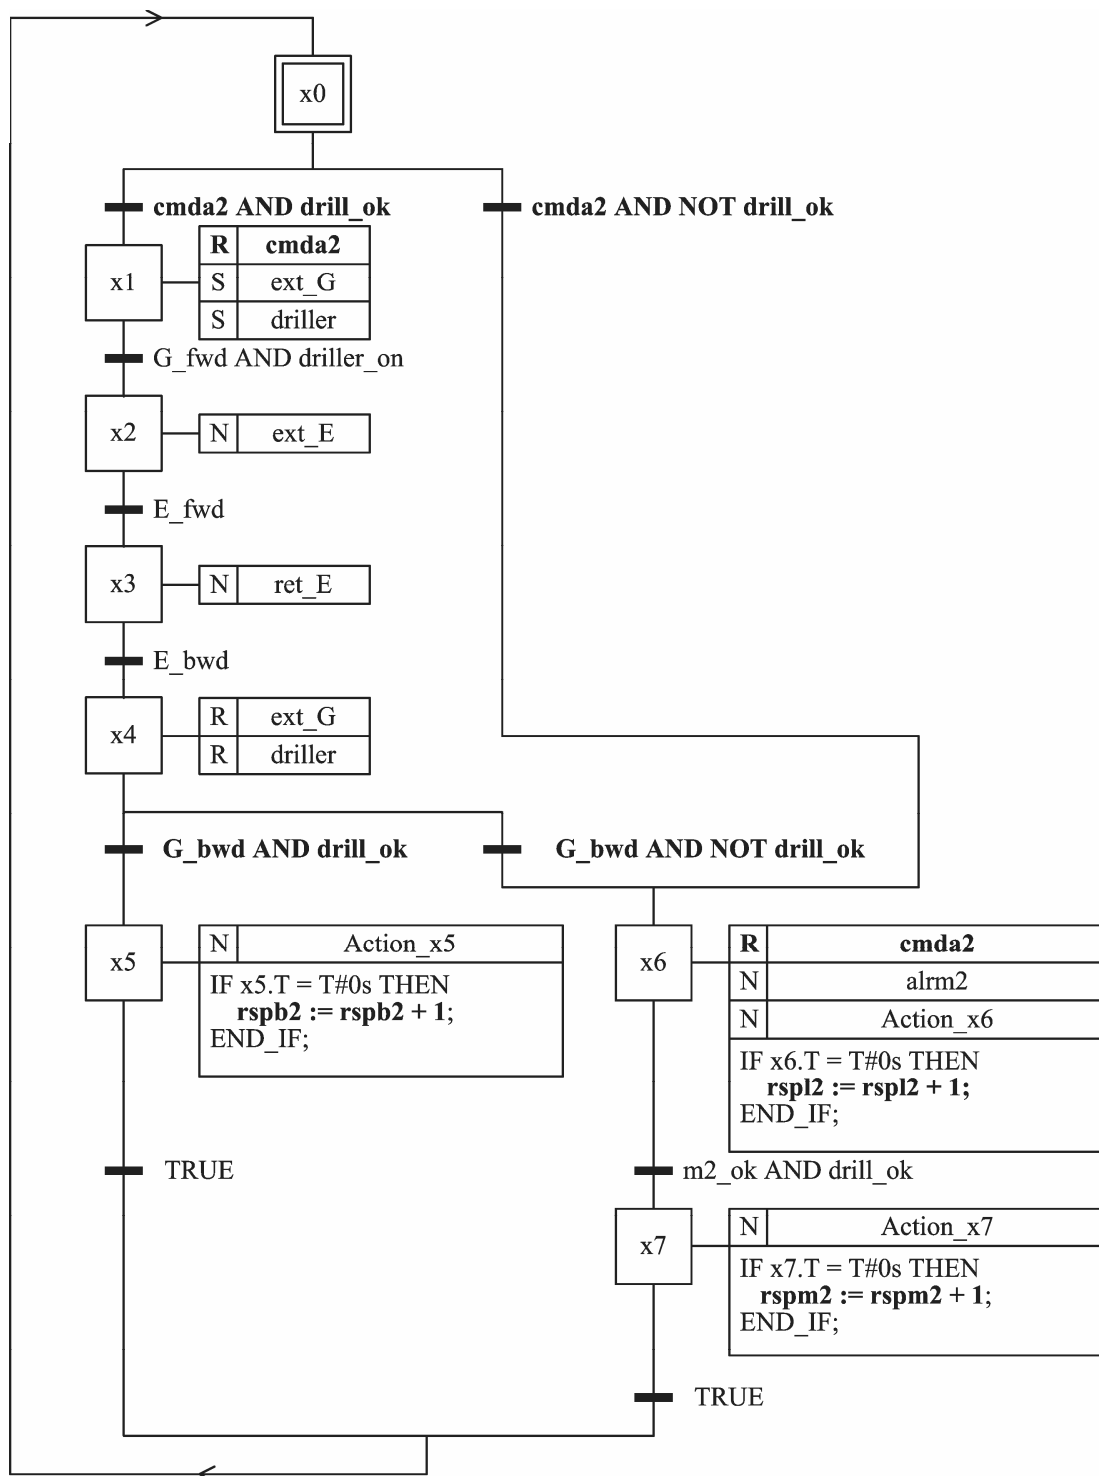 x0
cmda2 AND drill_ok
cmda2 AND NOT drill_ok
x1
R cmda2
S ext_G
S driller
G_fwd AND driller_on
x2
N ext_E
E_fwd
x3
N ret_E
E_bwd
x4
R ext_G
R driller
G_bwd AND drill_ok
G_bwd AND NOT drill_ok
x5
N Action_x5
IF x5.T = T#0s THEN
rspb2 := rspb2 + 1;
END_IF;
TRUE
x6
R cmda2
N alrm2
N Action_x6
IF x6.T = T#0s THEN
rspl2 := rspl2 + 1;
END_IF;
m2_ok AND drill_ok
x7
N Action_x7
IF x7.T = T#0s THEN
rspm2 := rspm2 + 1;
END_IF;
TRUE